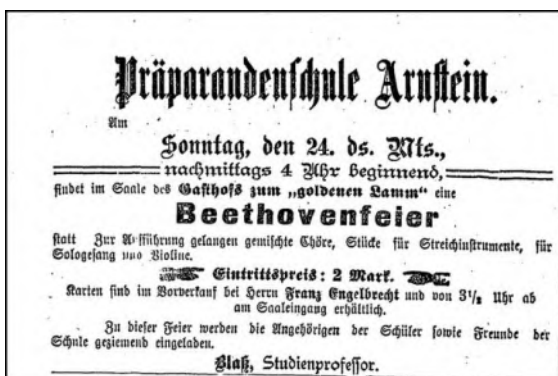 Präparandenschule Arnstein.
Am
Sonntag, den 24. ds. Mts.,
nachmittags 4 Uhr beginnend,
findet im Saale des Gasthofs zum „goldenen Lamm“ eine
Beethovenfeier
statt Zur Aufführung gelangen gemischte Chöre, Stücke für Streichinstrumente, für
Sologesang und Violine.
Eintrittspreis: 2 Mark.
Karten sind im Vorverkauf bei Herrn Franz Engelbrecht und von 3½ Uhr ab
am Saaleingang erhältlich.
Zu dieser Feier werden die Angehörigen der Schüler sowie Freunde der
Schule geziemend eingeladen.
Blaß, Studienprofessor.